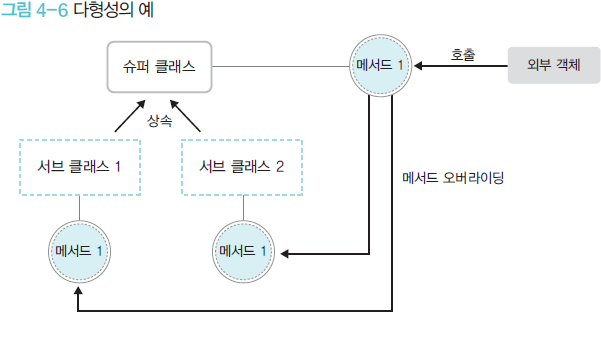 그림 4-6 다형성의 예
슈퍼 클래스
메서드 1
호출
외부 객체
상속
서브 클래스 1
서브 클래스 2
메서드 오버라이딩
메서드 1
메서드 1